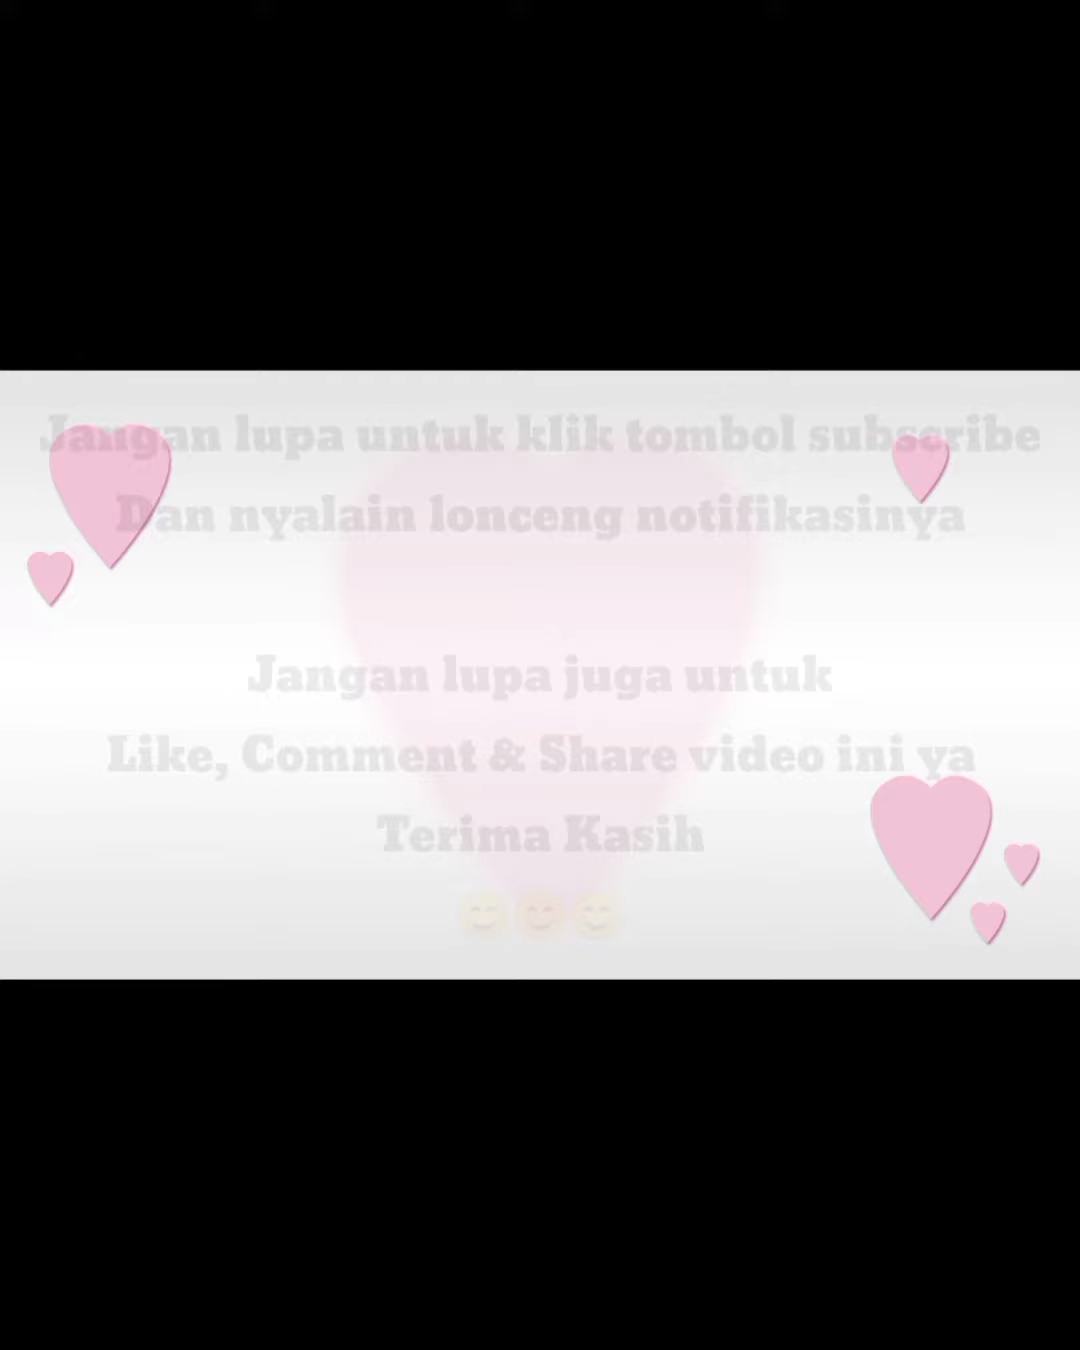 Jangan lupa untuk klik tombol subscribe
Dan nyalain lonceng notifikasinya
Jangan lupa juga untuk
Like, Comment & Share video ini ya
Terima Kasih
😊😊😊